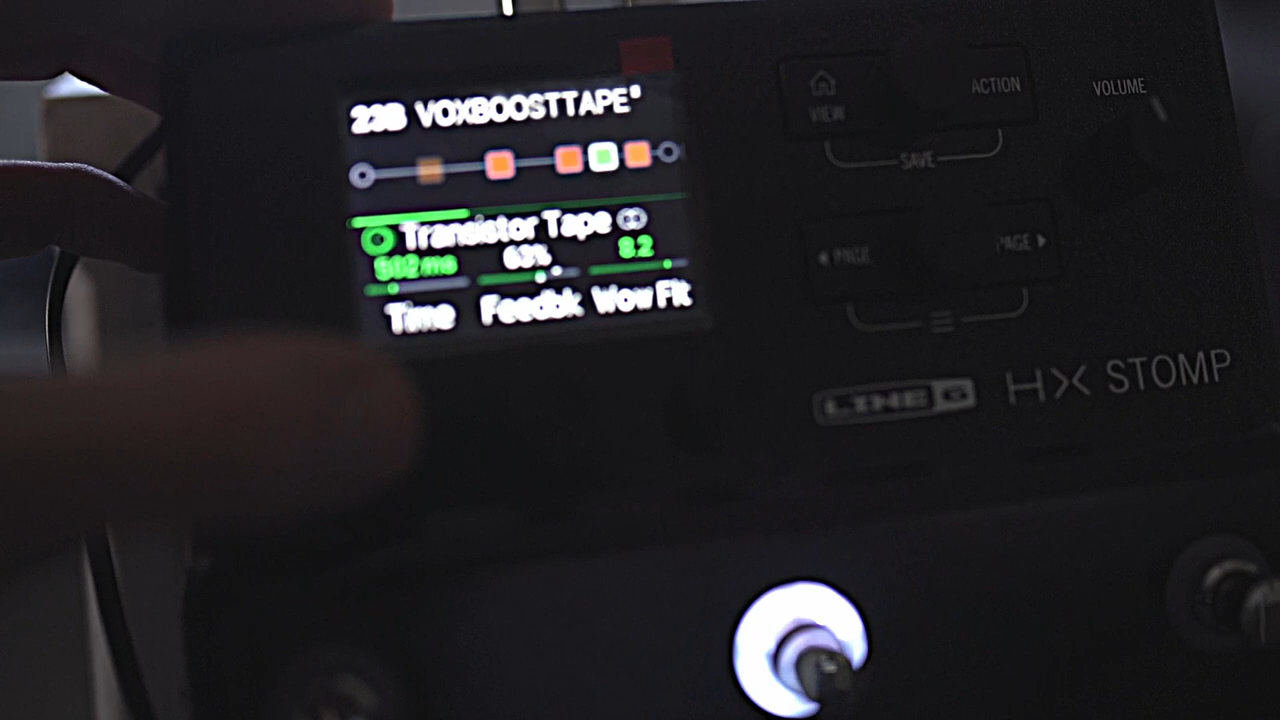 23B VOXBOOSTTAPE"
Transistor Tape
502ms 63% 8.2
Time Feedbk Wow Flt
VIEW
ACTION
SAVE
VOLUME
PAGE PAGE
LINE 6
HX STOMP